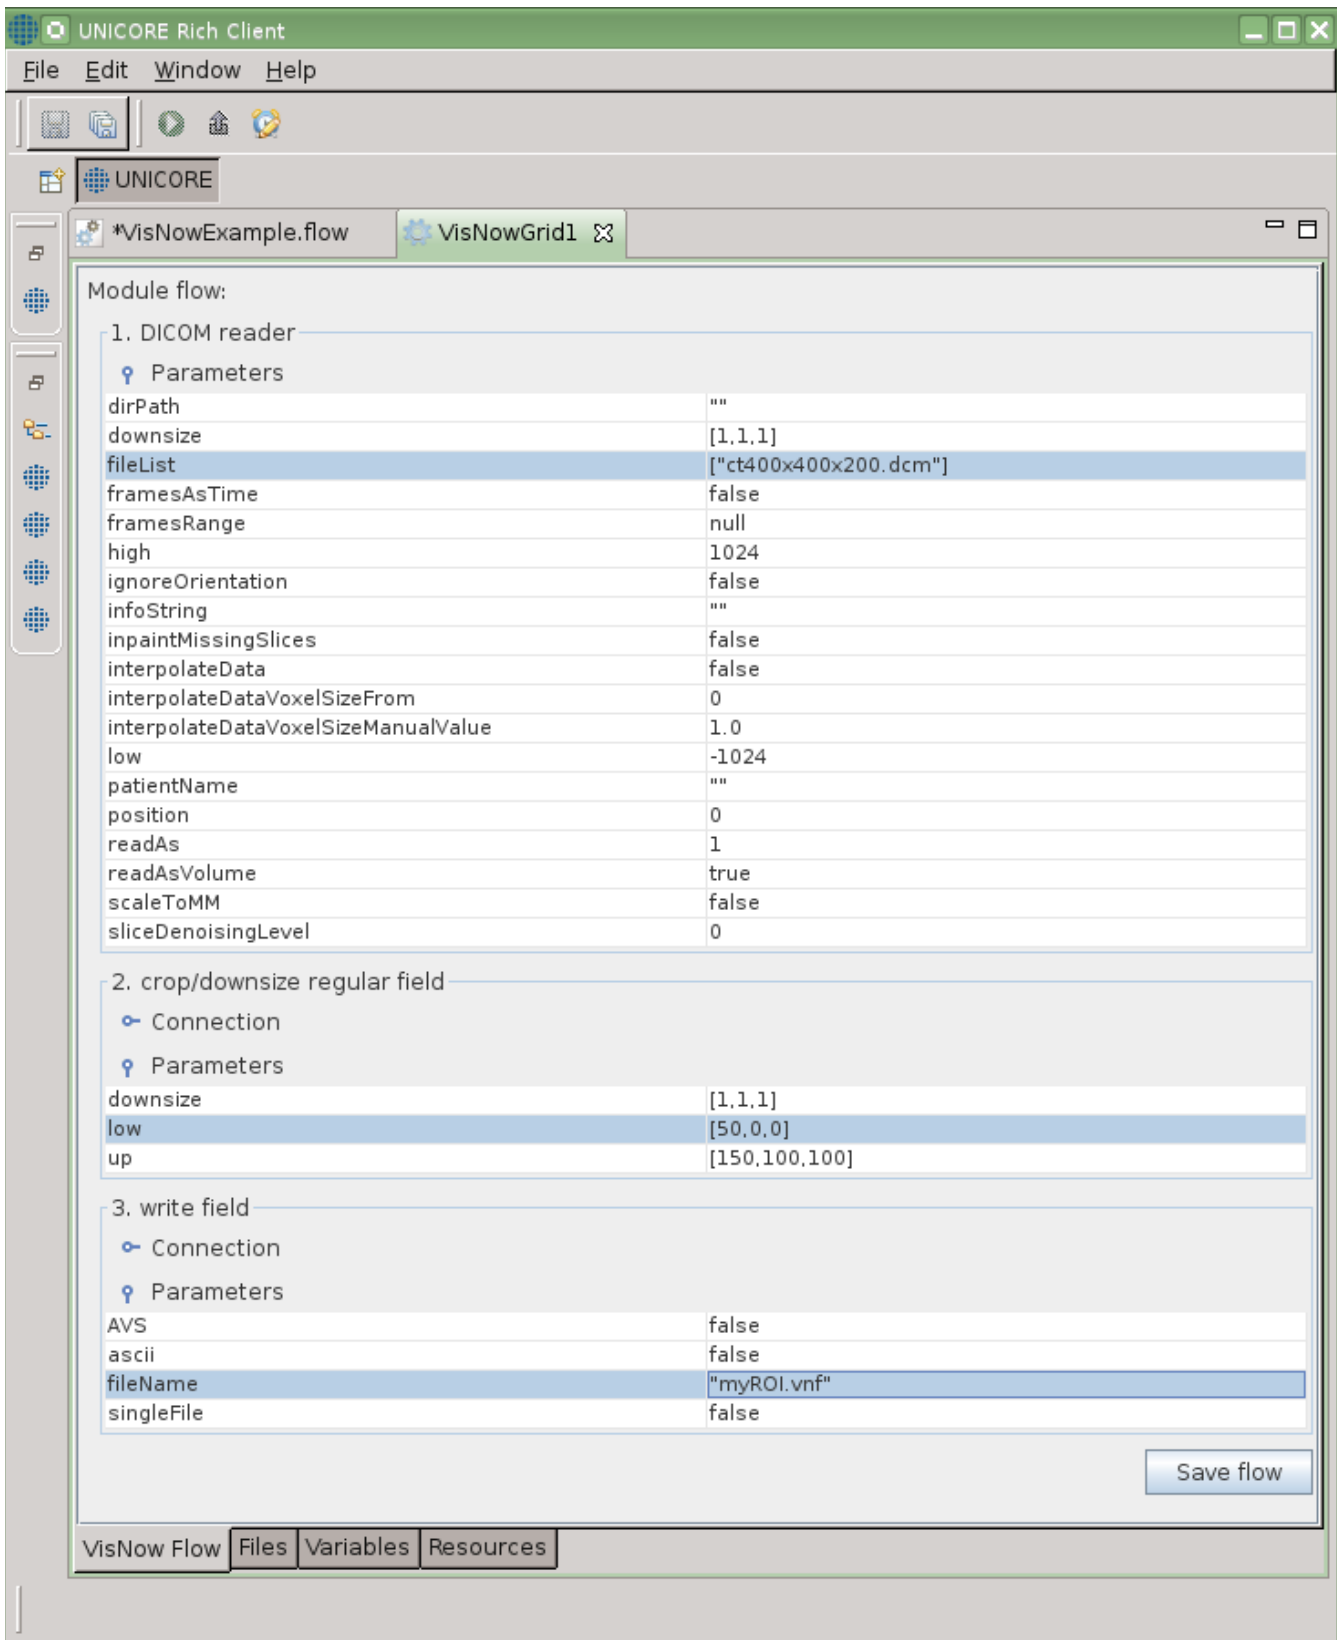 UNICORE Rich Client
File Edit Window Help
UNICORE
*VisNowExample.flow VisNowGrid1
Module flow:
1. DICOM reader
Parameters
dirPath ""
downsize [1,1,1]
fileList ["ct400x400x200.dcm"]
framesAsTime false
framesRange null
high 1024
ignoreOrientation false
infoString ""
inpaintMissingSlices false
interpolateData false
interpolateDataVoxelSizeFrom 0
interpolateDataVoxelSizeManualValue 1.0
low -1024
patientName ""
position 0
readAs 1
readAsVolume true
scaleToMM false
sliceDenoisingLevel 0
2. crop/downsize regular field
Connection
Parameters
downsize [1,1,1]
low [50,0,0]
up [150,100,100]
3. write field
Connection
Parameters
AVS false
ascii false
fileName "myROI.vnf"
singleFile false
Save flow
VisNow Flow Files Variables Resources